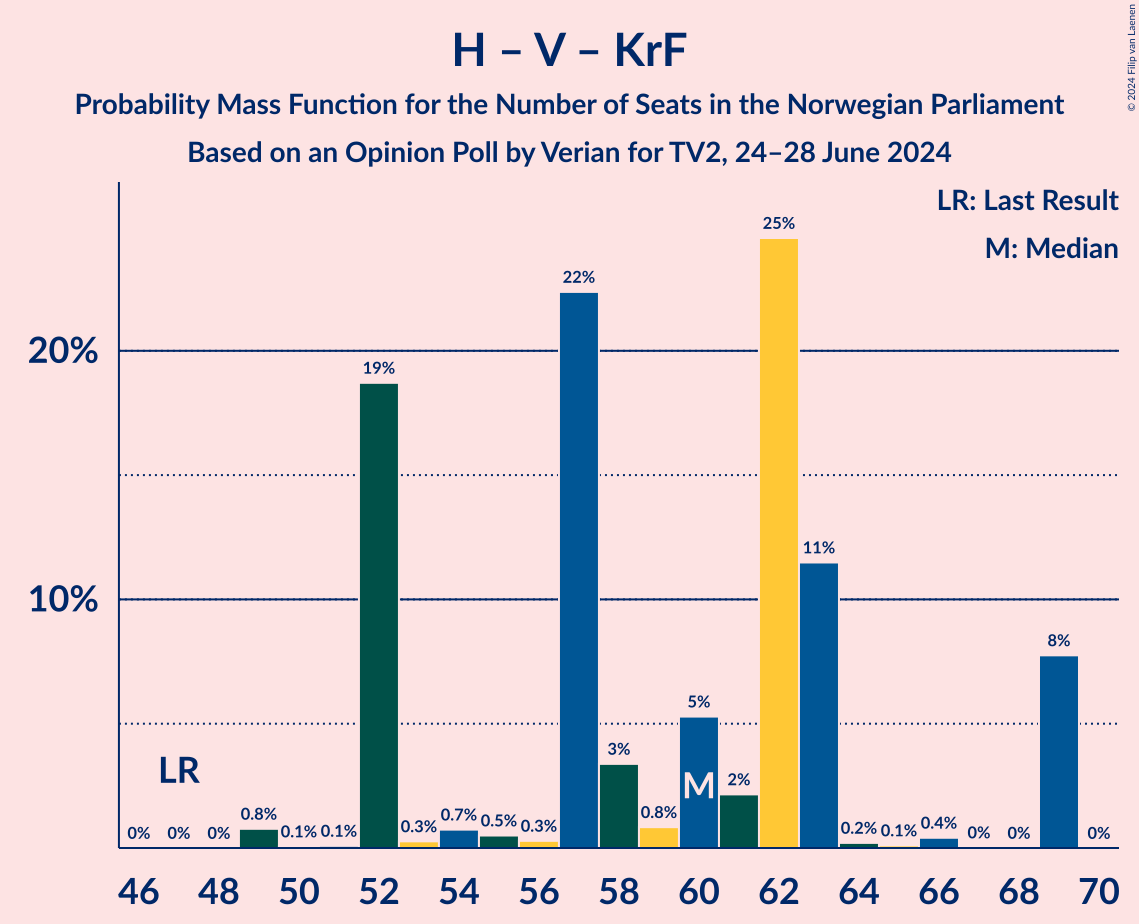 H – V – KrF
Probability Mass Function for the Number of Seats in the Norwegian Parliament
Based on an Opinion Poll by Verian for TV2, 24–28 June 2024
© 2024 Filip van Laenen
LR: Last Result
M: Median
20%
10%
0% 0% 0% 0.8% 0.1% 0.1% 19% 0.3% 0.7% 0.5% 0.3% 22% 3% 0.8% 5% 2% 25% 11% 0.2% 0.1% 0.4% 0% 0% 8% 0%
LR
M
46 48 50 52 54 56 58 60 62 64 66 68 70